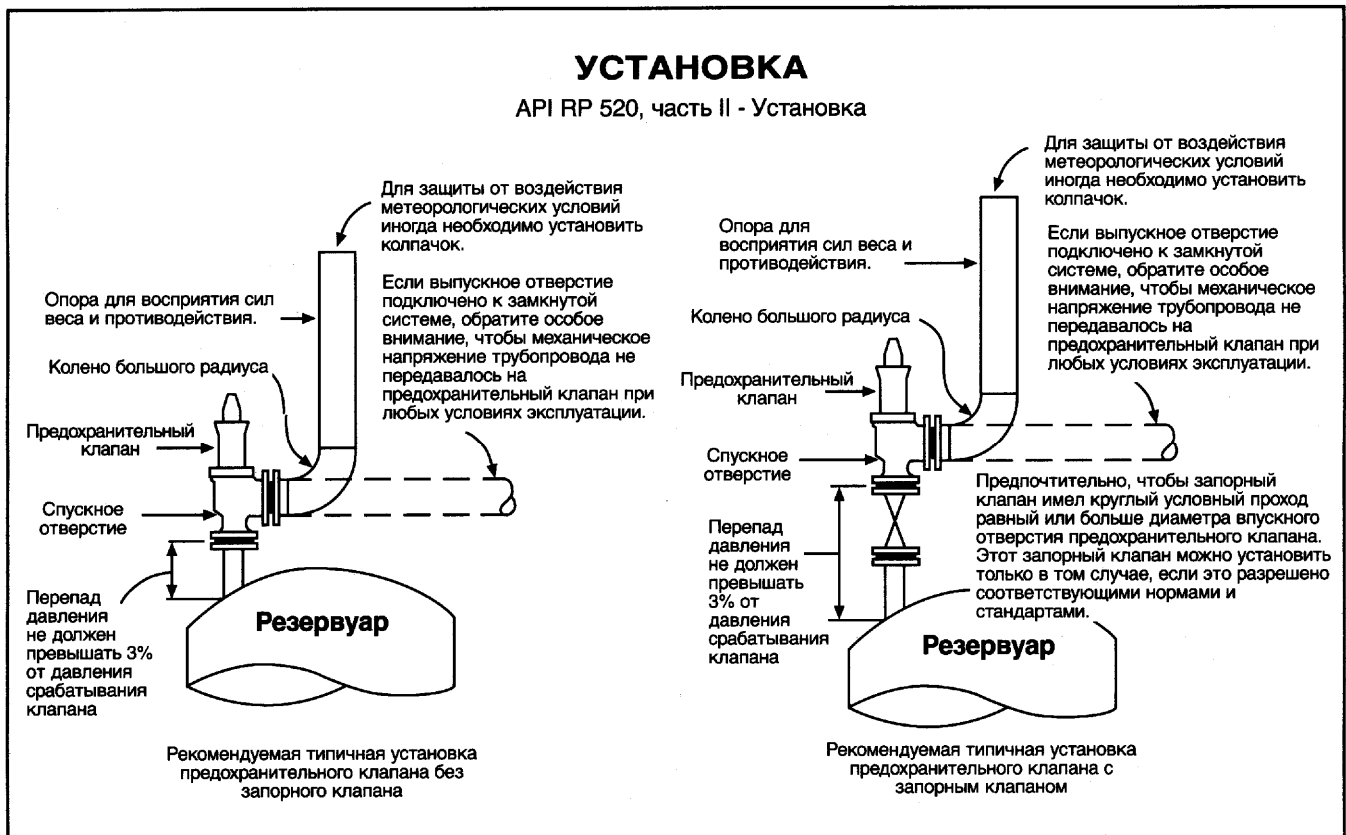 УСТАНОВКА
API RP 520, часть II - Установка
Для защиты от воздействия
метеорологических условий
иногда необходимо установить
колпачок.
Опора для восприятия сил
веса и противодействия.
Если выпускное отверстие
подключено к замкнутой
системе, обратите особое
внимание, чтобы механическое
напряжение трубопровода не
передавалось на
предохранительный клапан при
любых условиях эксплуатации.
Колено большого радиуса
Предохранительный
клапан
Спускное
отверстие
Перепад
давления
не должен
превышать 3%
от давления
срабатывания
клапана
Резервуар
Рекомендуемая типичная установка
предохранительного клапана без
запорного клапана
Для защиты от воздействия
метеорологических условий
иногда необходимо установить
колпачок.
Опора для
восприятия сил веса и
противодействия.
Если выпускное отверстие
подключено к замкнутой
системе, обратите особое
внимание, чтобы механическое
напряжение трубопровода не
передавалось на
предохранительный клапан при
любых условиях эксплуатации.
Колено большого радиуса
Предохранительный
клапан
Спускное
отверстие
Предпочтительно, чтобы запорный
клапан имел круглый условный проход
равный или больше диаметра впускного
отверстия предохранительного клапана.
Этот запорный клапан можно установить
только в том случае, если это разрешено
соответствующими нормами и
стандартами.
Перепад
давления
не должен
превышать
3% от
давления
срабатывания
клапана
Резервуар
Рекомендуемая типичная установка
предохранительного клапана с
запорным клапаном